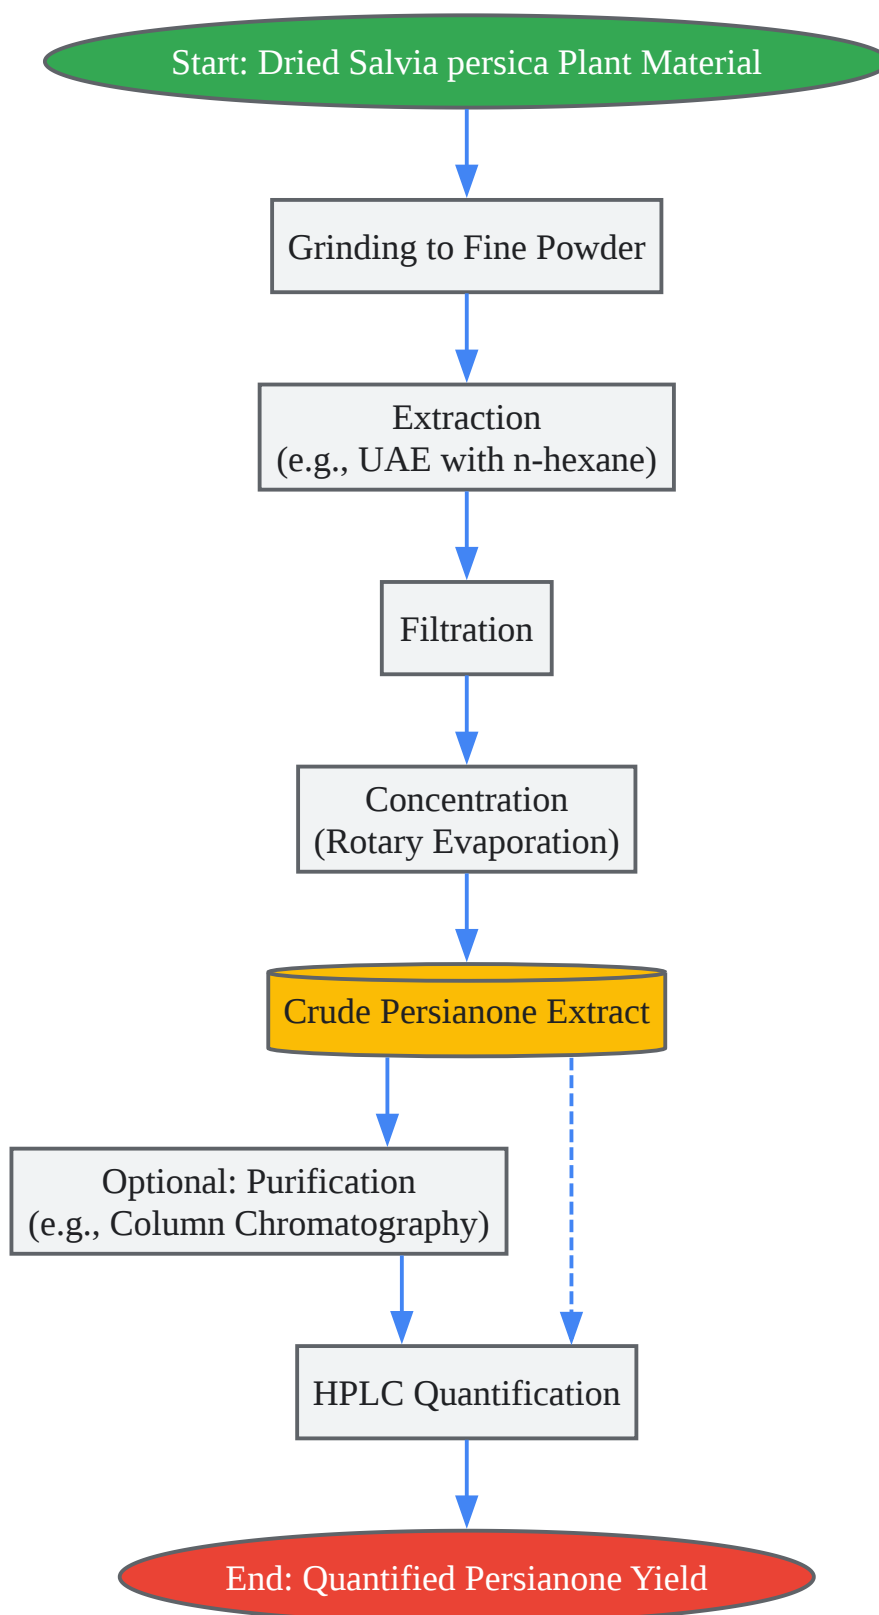 Start: Dried Salvia persica Plant Material
Grinding to Fine Powder
Extraction
(e.g., UAE with n-hexane)
Filtration
Concentration
(Rotary Evaporation)
Crude Persianone Extract
Optional: Purification
(e.g., Column Chromatography)
HPLC Quantification
End: Quantified Persianone Yield